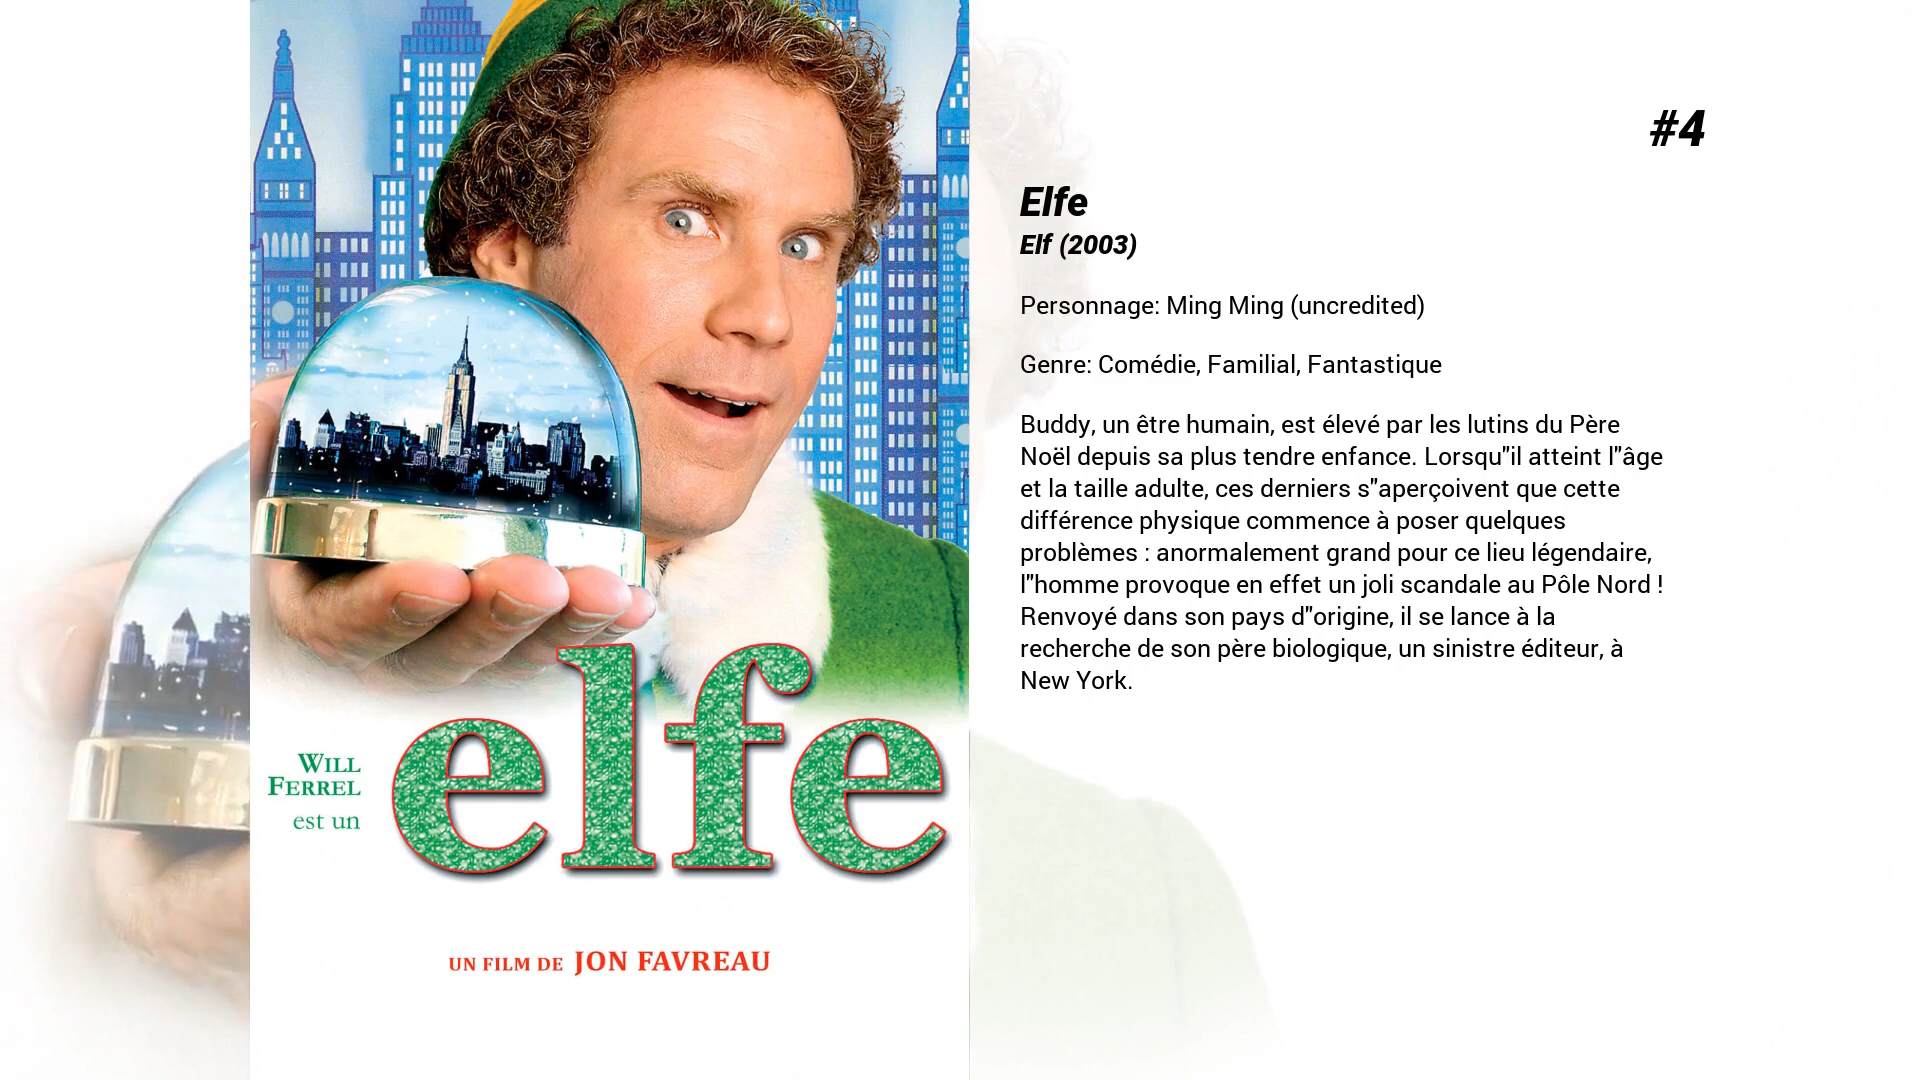 #4
Elfe
Elf (2003)
Personnage: Ming Ming (uncredited)
Genre: Comédie, Familial, Fantastique
Buddy, un être humain, est élevé par les lutins du Père
Noël depuis sa plus tendre enfance. Lorsqu"il atteint l"âge
et la taille adulte, ces derniers s"aperçoivent que cette
différence physique commence à poser quelques
problèmes : anormalement grand pour ce lieu légendaire,
l"homme provoque en effet un joli scandale au Pôle Nord !
Renvoyé dans son pays d"origine, il se lance à la
recherche de son père biologique, un sinistre éditeur, à
New York.
WILL
FERREL
est un
elfe
UN FILM DE JON FAVREAU